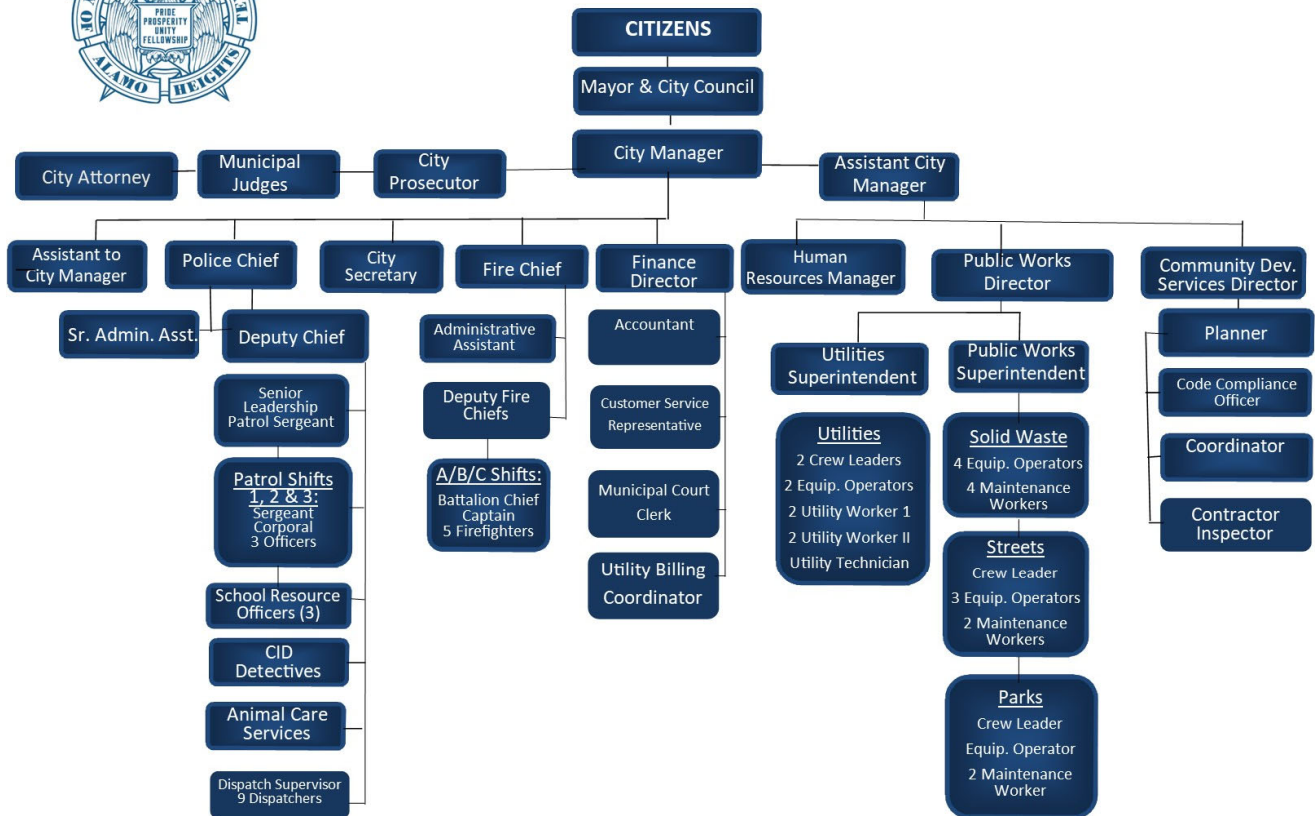 PRIDE
PROSPERITY
UNITY
FELLOWSHIP
ALAMO HEIGHTS
CITIZENS
Mayor & City Council
City Manager
City Attorney
Municipal
Judges
City
Prosecutor
Assistant City
Manager
Assistant to
City Manager
Police Chief
City
Secretary
Fire Chief
Finance
Director
Human
Resources Manager
Public Works
Director
Community Dev.
Services Director
Sr. Admin. Asst.
Deputy Chief
Senior
Leadership
Patrol Sergeant
Patrol Shifts
1, 2 & 3:
Sergeant
Corporal
3 Officers
School Resource
Officers (3)
CID
Detectives
Animal Care
Services
Dispatch Supervisor
9 Dispatchers
Administrative
Assistant
Deputy Fire
Chiefs
A/B/C Shifts:
Battalion Chief
Captain
5 Firefighters
Accountant
Customer Service
Representative
Municipal Court
Clerk
Utility Billing
Coordinator
Utilities
Superintendent
Utilities
2 Crew Leaders
2 Equip. Operators
2 Utility Worker 1
2 Utility Worker II
Utility Technician
Public Works
Superintendent
Solid Waste
4 Equip. Operators
4 Maintenance
Workers
Streets
Crew Leader
3 Equip. Operators
2 Maintenance
Workers
Parks
Crew Leader
Equip. Operator
2 Maintenance
Worker
Planner
Code Compliance
Officer
Coordinator
Contractor
Inspector